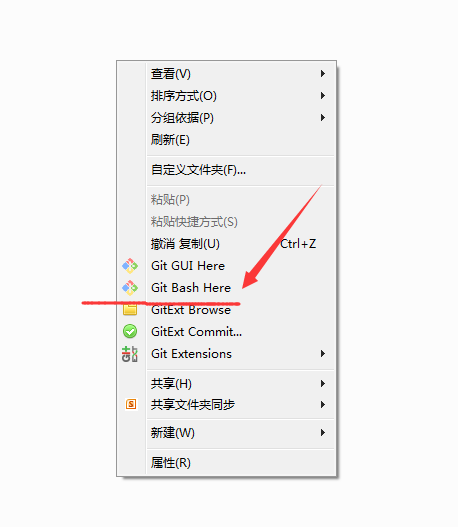 查看(V)
排序方式(O)
分组依据(P)
刷新(E)
自定义文件夹(F)...
粘贴(P)
粘贴快捷方式(S)
撤消 复制(U) Ctrl+Z
Git GUI Here
Git Bash Here
GitExt Browse
GitExt Commit...
Git Extensions
共享(H)
S 共享文件夹同步
新建(W)
属性(R)